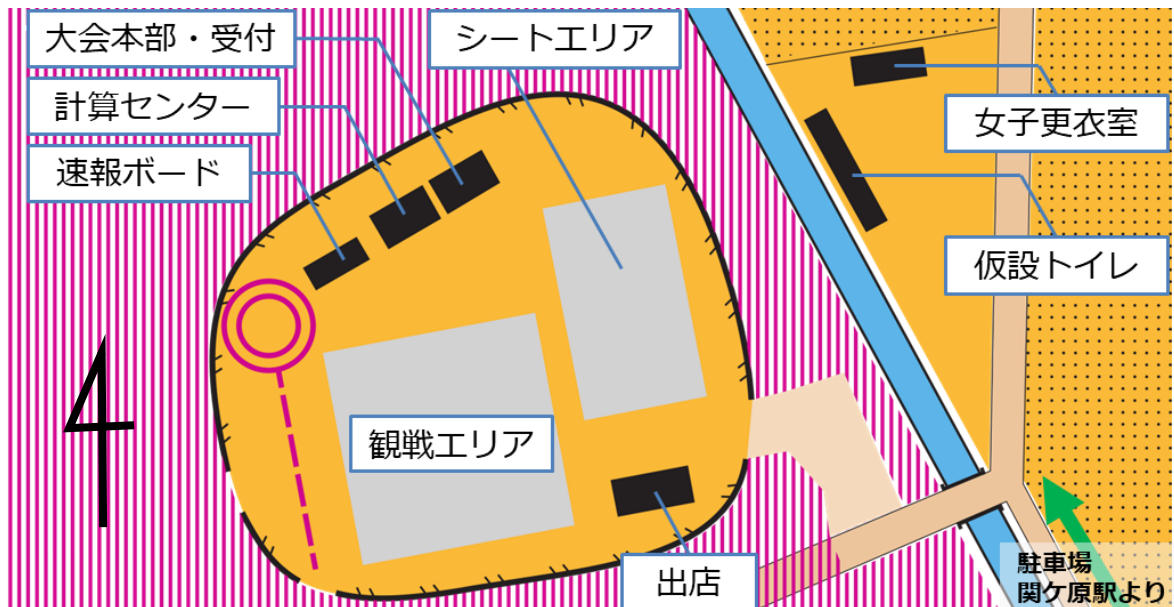 大会本部・受付
シートエリア
計算センター
速報ボード
女子更衣室
仮設トイレ
観戦エリア
出店
駐車場
関ケ原駅より